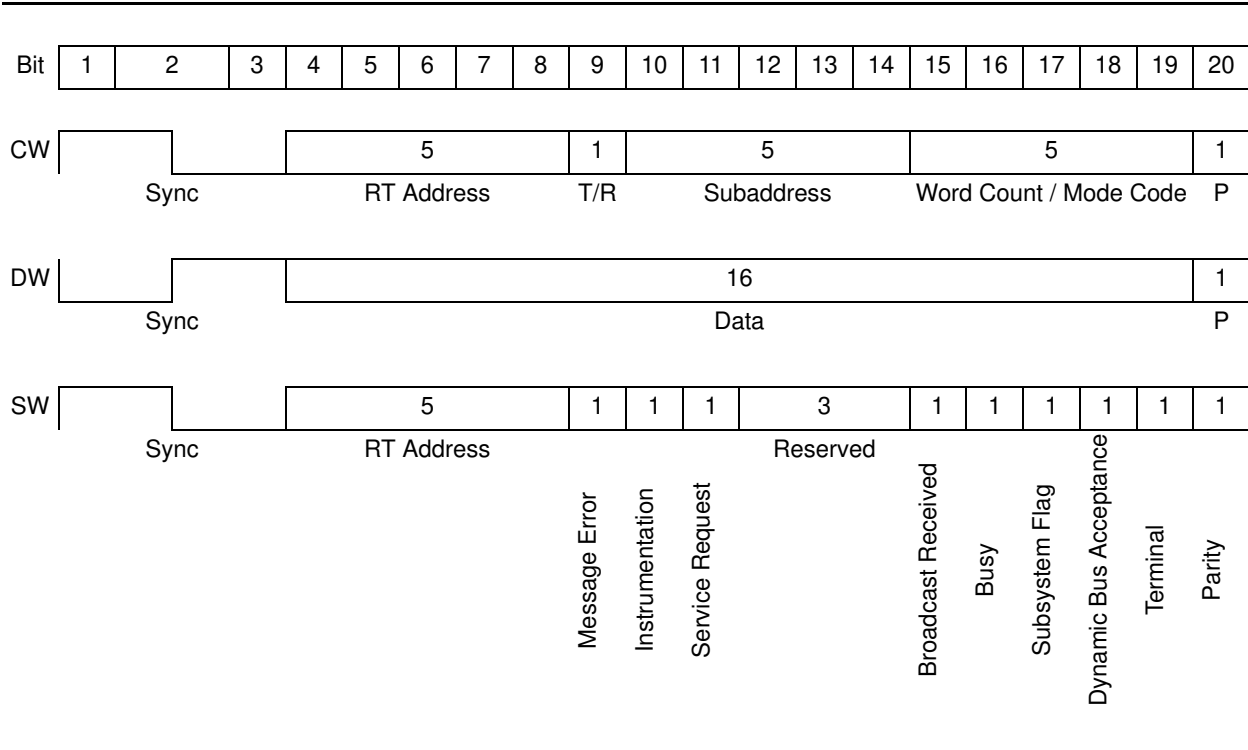 Bit 1 2 3 4 5 6 7 8 9 10 11 12 13 14 15 16 17 18 19 20
CW 5 1 5 5 1
Sync RT Address T/R Subaddress Word Count / Mode Code P
DW 16 1
Sync Data P
SW 5 1 1 1 3 1 1 1 1 1 1
Sync RT Address Reserved
Message Error
Instrumentation
Service Request
Broadcast Received
Busy
Subsystem Flag
Dynamic Bus Acceptance
Terminal
Parity